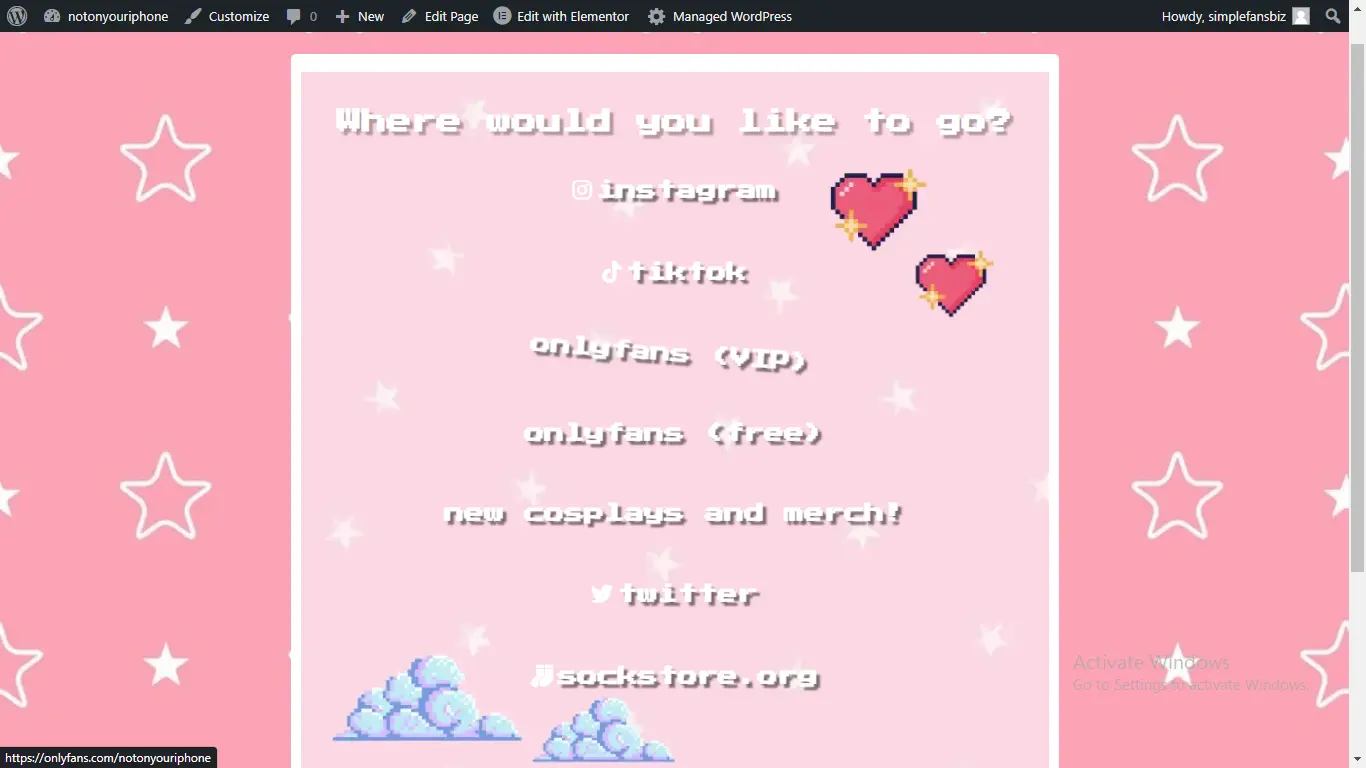 notonyouriphone Customize 0 New Edit Page Edit with Elementor Managed WordPress Howdy, simplefansbiz
Where would you like to go?
instagram
tiktok
onlyfans (VIP)
onlyfans (free)
new cosplays and merch!
twitter
sockstore.org
Activate Windows
Go to Settings to activate Windows.
https://onlyfans.com/notonyouriphone